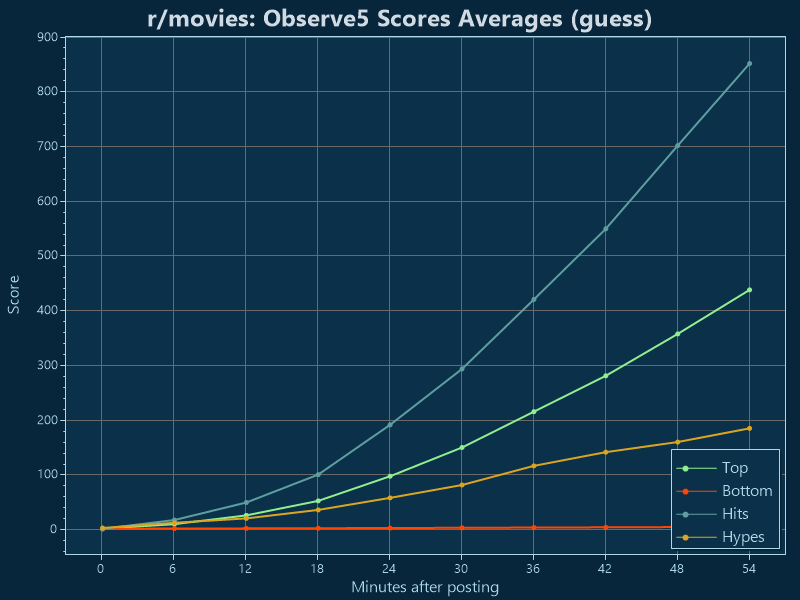 r/movies: Observe5 Scores Averages (guess)
900
800
700
600
500
400
300
200
100
0
Score
Top
Bottom
Hits
Hypes
0 6 12 18 24 30 36 42 48 54
Minutes after posting